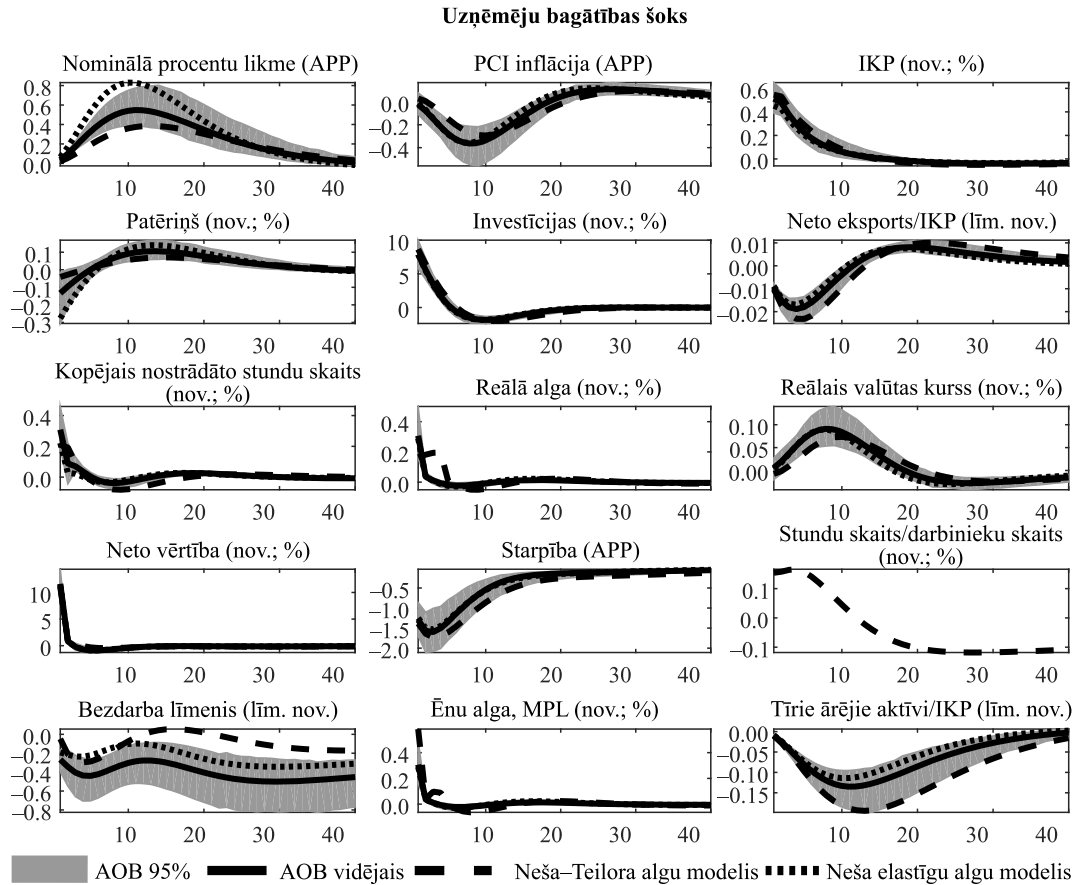 Uzņēmēju bagātības šoks
Nominālā procentu likme (APP)
PCI inflācija (APP)
IKP (nov.; %)
0.8
0.6
0.4
0.2
0.0
10 20 30 40
0.0
–0.2
–0.4
10 20 30 40
0.6
0.4
0.2
0.0
10 20 30 40
Patēriņš (nov.; %)
Investīcijas (nov.; %)
Neto eksports/IKP (līm. nov.)
0.1
0.0
–0.1
–0.2
–0.3
10 20 30 40
10
5
0
10 20 30 40
0.01
0.00
–0.01
–0.02
10 20 30 40
Kopējais nostrādāto stundu skaits
(nov.; %)
Reālā alga (nov.; %)
Reālais valūtas kurss (nov.; %)
0.4
0.2
0.0
10 20 30 40
0.4
0.2
0.0
10 20 30 40
0.10
0.05
0.00
10 20 30 40
Neto vērtība (nov.; %)
Starpība (APP)
Stundu skaits/darbinieku skaits
(nov.; %)
10
5
0
10 20 30 40
–0.5
–1.0
–1.5
–2.0
10 20 30 40
0.1
0.0
–0.1
10 20 30 40
Bezdarba līmenis (līm. nov.)
Ēnu alga, MPL (nov.; %)
Tīrie ārējie aktīvi/IKP (līm. nov.)
0.0
–0.2
–0.4
–0.6
–0.8
10 20 30 40
0.4
0.2
0.0
10 20 30 40
0.00
–0.05
–0.10
–0.15
10 20 30 40
AOB 95% AOB vidējais Neša–Teilora algu modelis Neša elastīgu algu modelis